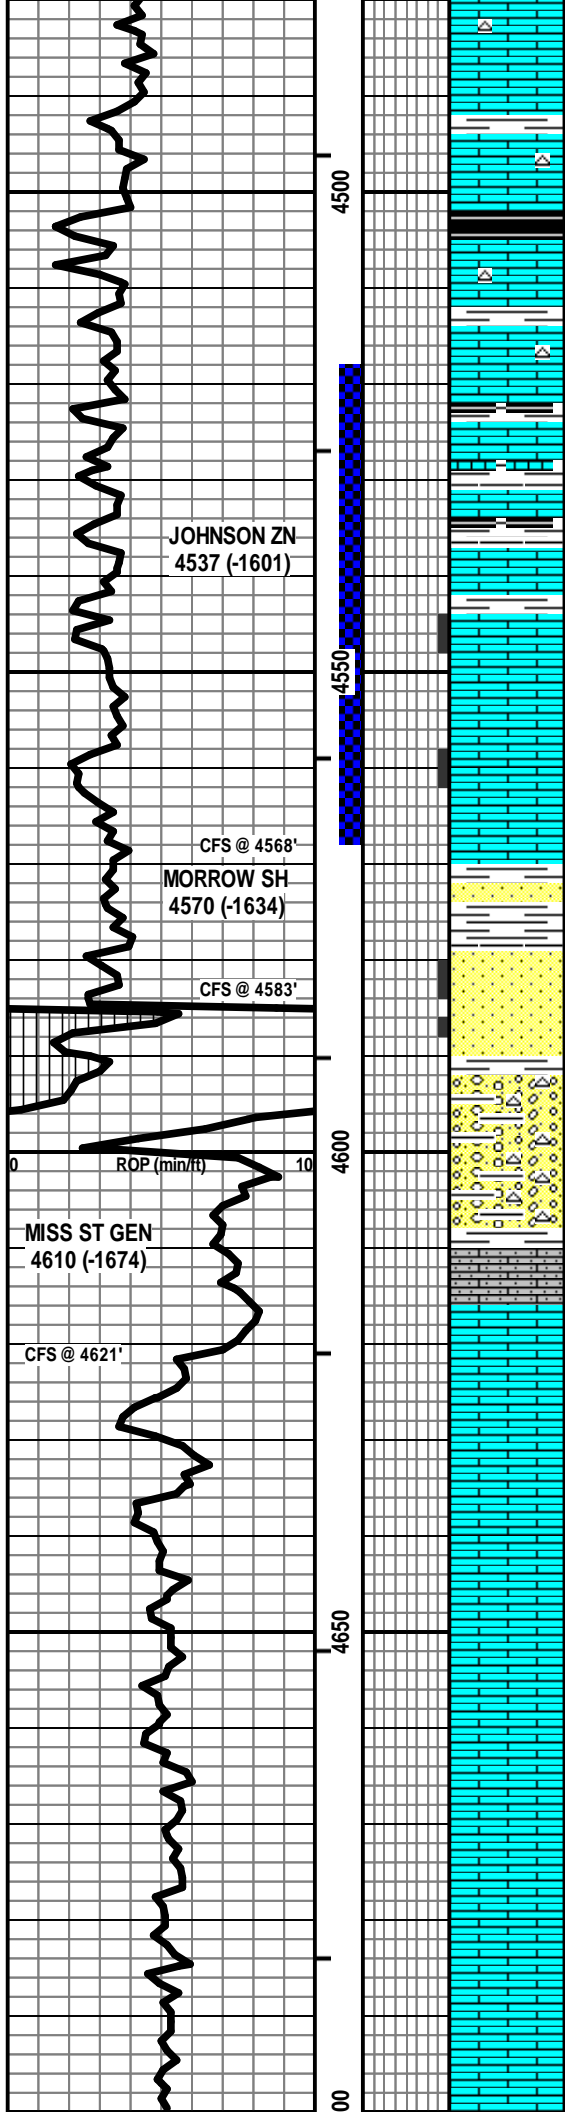 4500
JOHNSON ZN
4537 (-1601)
4550
CFS @ 4568'
MORROW SH
4570 (-1634)
CFS @ 4583'
4600
0 ROP (min/ft) 10
MISS ST GEN
4610 (-1674)
CFS @ 4621'
4650
00